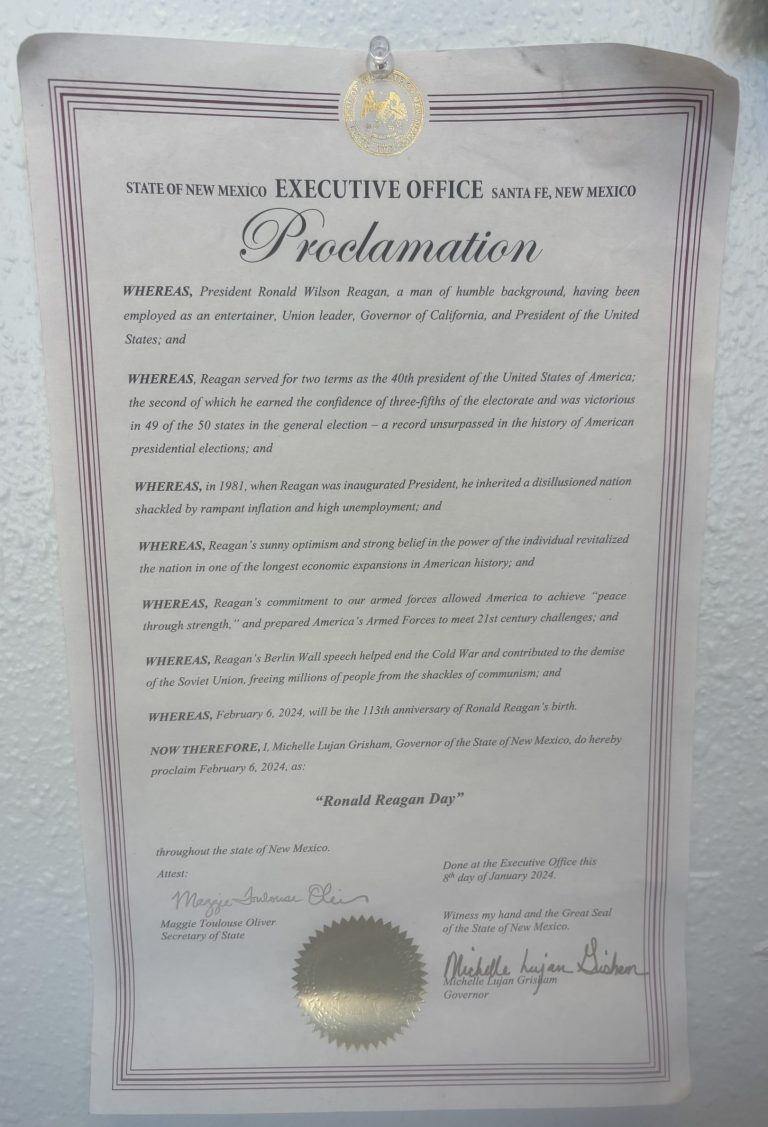 STATE OF NEW MEXICO EXECUTIVE OFFICE SANTA FE, NEW MEXICO
Proclamation
WHEREAS, President Ronald Wilson Reagan, a man of humble background, having been
employed as an entertainer, Union leader, Governor of California, and President of the United
States; and
WHEREAS, Reagan served for two terms as the 40th president of the United States of America;
the second of which he earned the confidence of three-fifths of the electorate and was victorious
in 49 of the 50 states in the general election – a record unsurpassed in the history of American
presidential elections; and
WHEREAS, in 1981, when Reagan was inaugurated President, he inherited a disillusioned nation
shackled by rampant inflation and high unemployment; and
WHEREAS, Reagan's sunny optimism and strong belief in the power of the individual revitalized
the nation in one of the longest economic expansions in American history; and
WHEREAS, Reagan's commitment to our armed forces allowed America to achieve "peace
through strength," and prepared America's Armed Forces to meet 21st century challenges; and
WHEREAS, Reagan's Berlin Wall speech helped end the Cold War and contributed to the demise
of the Soviet Union, freeing millions of people from the shackles of communism; and
WHEREAS, February 6, 2024, will be the 113th anniversary of Ronald Reagan's birth.
NOW THEREFORE, I, Michelle Lujan Grisham, Governor of the State of New Mexico, do hereby
proclaim February 6, 2024, as:
"Ronald Reagan Day"
throughout the state of New Mexico.
Attest:
Maggie Toulouse Oliver
Maggie Toulouse Oliver
Secretary of State
Done at the Executive Office this
8th day of January 2024.
Witness my hand and the Great Seal
of the State of New Mexico.
Michelle Lujan Grisham
Michelle Lujan Grisham
Governor